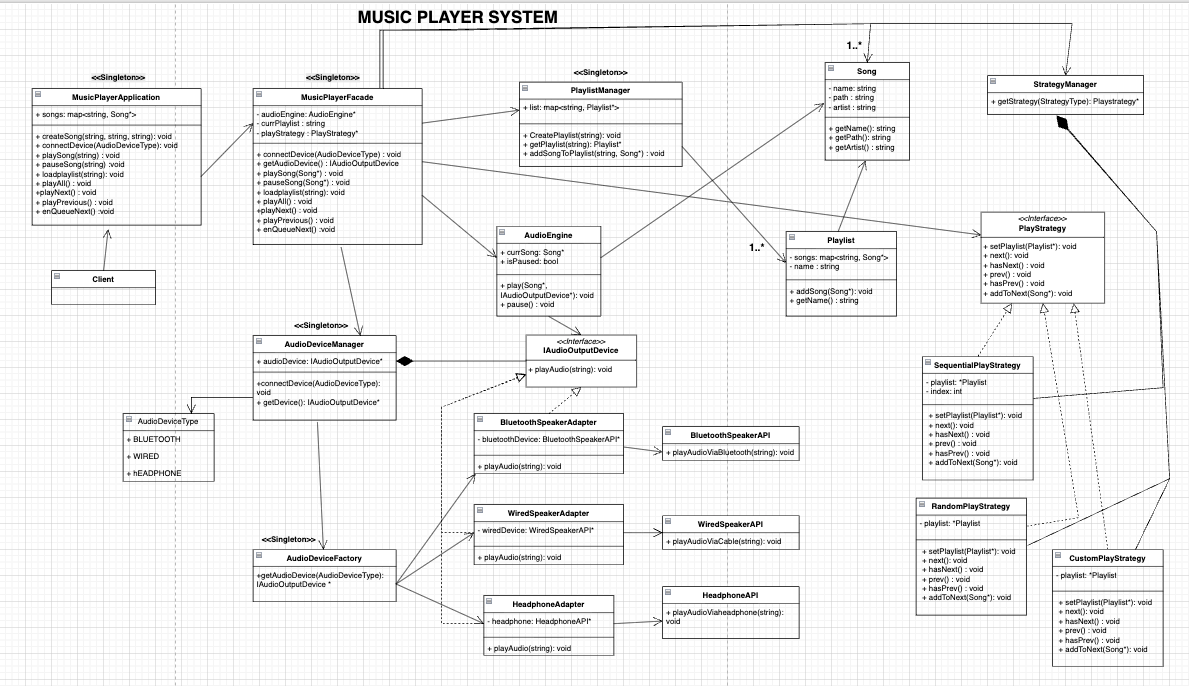 MUSIC PLAYER SYSTEM
<<Singleton>>
MusicPlayerApplication
+ songs: map<string, Song*>
+ createSong(string, string, string): void
+ connectDevice(AudioDeviceType): void
+ playSong(string) : void
+ pauseSong(string) :void
+ loadplaylist(string): void
+ playAll() : void
+playNext() : void
+ playPrevious() : void
+ enQueueNext() :void
Client
<<Singleton>>
MusicPlayerFacade
- audioEngine: AudioEngine*
- currPlaylist : string
- playStrategy : PlayStrategy*
+ connectDevice(AudioDeviceType) : void
+ getAudioDevice() : IAudioOutputDevice
+ playSong(Song*) : void
+ pauseSong(Song*) : void
+ loadplaylist(string): void
+ playAll() : void
+playNext() : void
+ playPrevious() : void
+ enQueueNext() : void
<<Singleton>>
PlaylistManager
+ list: map<string, Playlist*>
+ CreatePlaylist(string): void
+ getPlaylist(string): Playlist*
+ addSongToPlaylist(string, Song*) : void
1..*
Song
- name: string
- path : string
- artist : string
+ getName(): string
+ getPath(): string
+ getArtist() : string
StrategyManager
+ getStrategy(StrategyType): Playstrategy*
<<Interface>>
PlayStrategy
+ setPlaylist(Playlist*): void
+ next(): void
+ hasNext() : void
+ prev() : void
+ hasPrev() : void
+ addToNext(Song*) : void
1..*
Playlist
- songs: map<string, Song*>
- name : string
+ addSong(Song*): void
+ getName() : string
AudioEngine
+ currSong: Song*
+ isPaused: bool
+ play(Song*,
IAudioOutputDevice*): void
+ pause() : void
<<Singleton>>
AudioDeviceManager
+ audioDevice: IAudioOutputDevice*
+connectDevice(AudioDeviceType):
void
+ getDevice(): IAudioOutputDevice*
<<Interface>>
IAudioOutputDevice
+ playAudio(string): void
AudioDeviceType
+ BLUETOOTH
+ WIRED
+ hEADPHONE
BluetoothSpeakerAdapter
- bluetoothDevice: BluetoothSpeakerAPI*
+ playAudio(string): void
BluetoothSpeakerAPI
+ playAudioViaBluetooth(string): void
WiredSpeakerAdapter
- wiredDevice: WiredSpeakerAPI*
+ playAudio(string): void
WiredSpeakerAPI
+ playAudioViaCable(string): void
<<Singleton>>
AudioDeviceFactory
+getAudioDevice(AudioDeviceType):
IAudioOutputDevice *
HeadphoneAdapter
- headphone: HeadphoneAPI*
+ playAudio(string): void
HeadphoneAPI
+ playAudioViaheadphone(string):
void
SequentialPlayStrategy
- playlist: *Playlist
- index: int
+ setPlaylist(Playlist*): void
+ next(): void
+ hasNext() : void
+ prev() : void
+ hasPrev() : void
+ addToNext(Song*): void
RandomPlayStrategy
- playlist: *Playlist
+ setPlaylist(Playlist*): void
+ next(): void
+ hasNext() : void
+ prev() : void
+ hasPrev() : void
+ addToNext(Song*): void
CustomPlayStrategy
- playlist: *Playlist
+ setPlaylist(Playlist*): void
+ next(): void
+ hasNext() : void
+ prev() : void
+ hasPrev() : void
+ addToNext(Song*): void